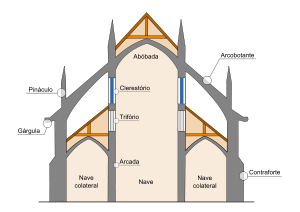 Abóbada
Arcobotante
Pináculo
Clerestório
Trifório
Gárgula
Arcada
Contraforte
Nave
colateral
Nave
Nave
colateral